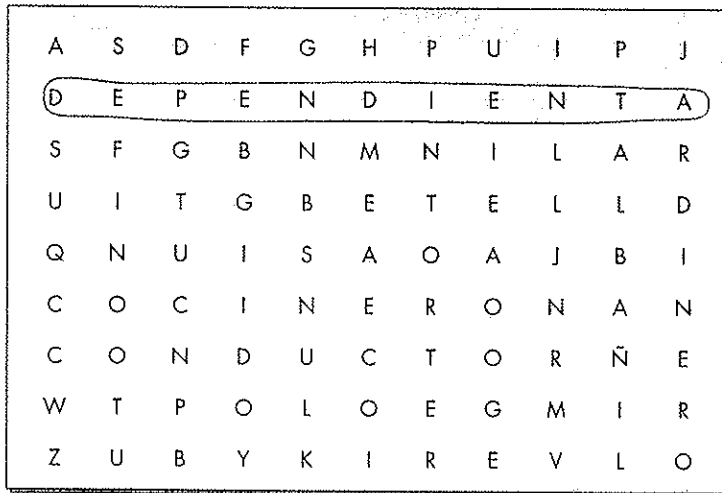 A S D F G H P U I P J
D E P E N D I E N T A
S F G B N M N I L A R
U I T G B E T E L L D
Q N U I S A O A J B I
C O C I N E R O N A N
C O N D U C T O R Ñ E
W T P O L O E G M I R
Z U B Y K I R E V L O